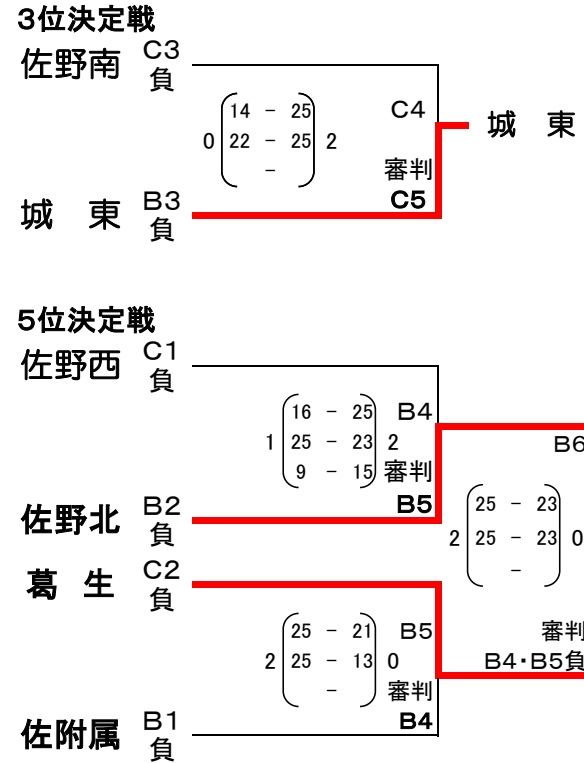 3位決定戦
佐野南 C3
負
14 - 25 C4
0 22 - 25 2
- 審判
C5
城 東
城 東 B3
負
5位決定戦
佐野西 C1
負
16 - 25 B4
1 25 - 23 2
9 - 15 審判
B5
佐野北 B2
負
B6
25 - 23
2 25 - 23 0
-
審判
B4・B5負
葛 生 C2
負
25 - 21 B5
2 25 - 13 0
- 審判
B4
佐附属 B1
負